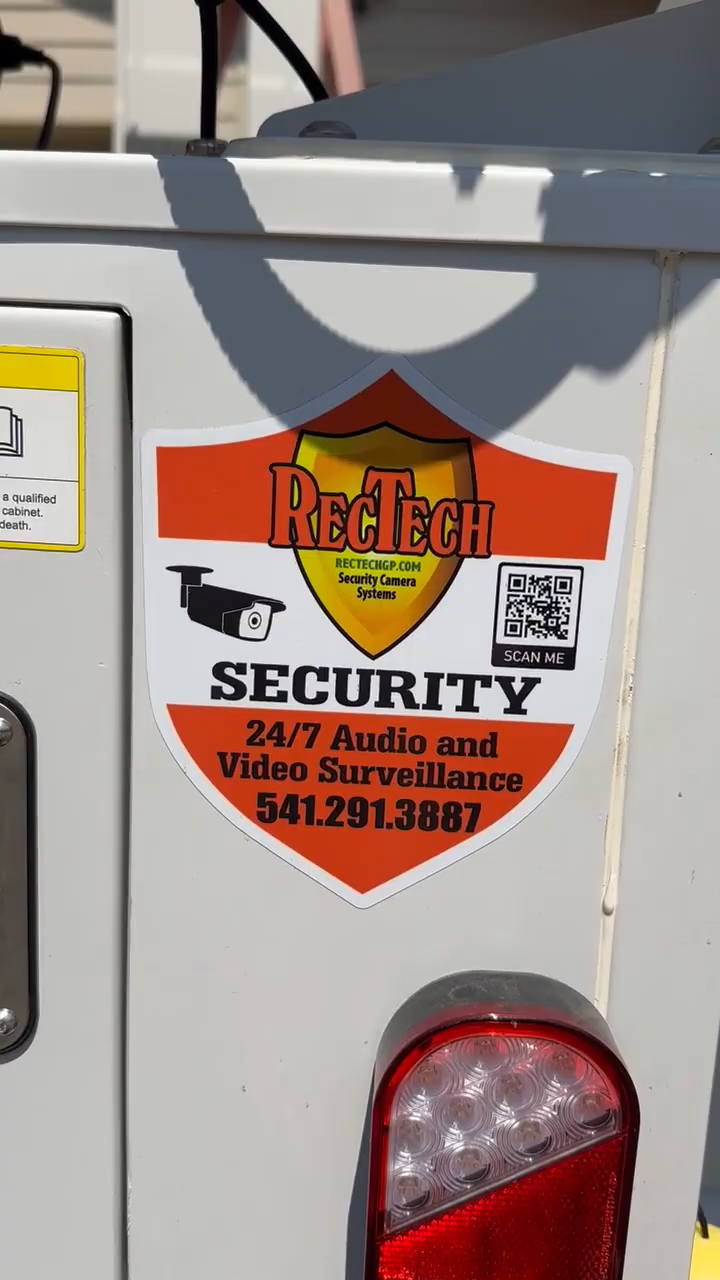 a qualified
cabinet.
death.
RECTECH
RECTECHGP.COM
Security Camera
Systems
SCAN ME
SECURITY
24/7 Audio and
Video Surveillance
541.291.3887